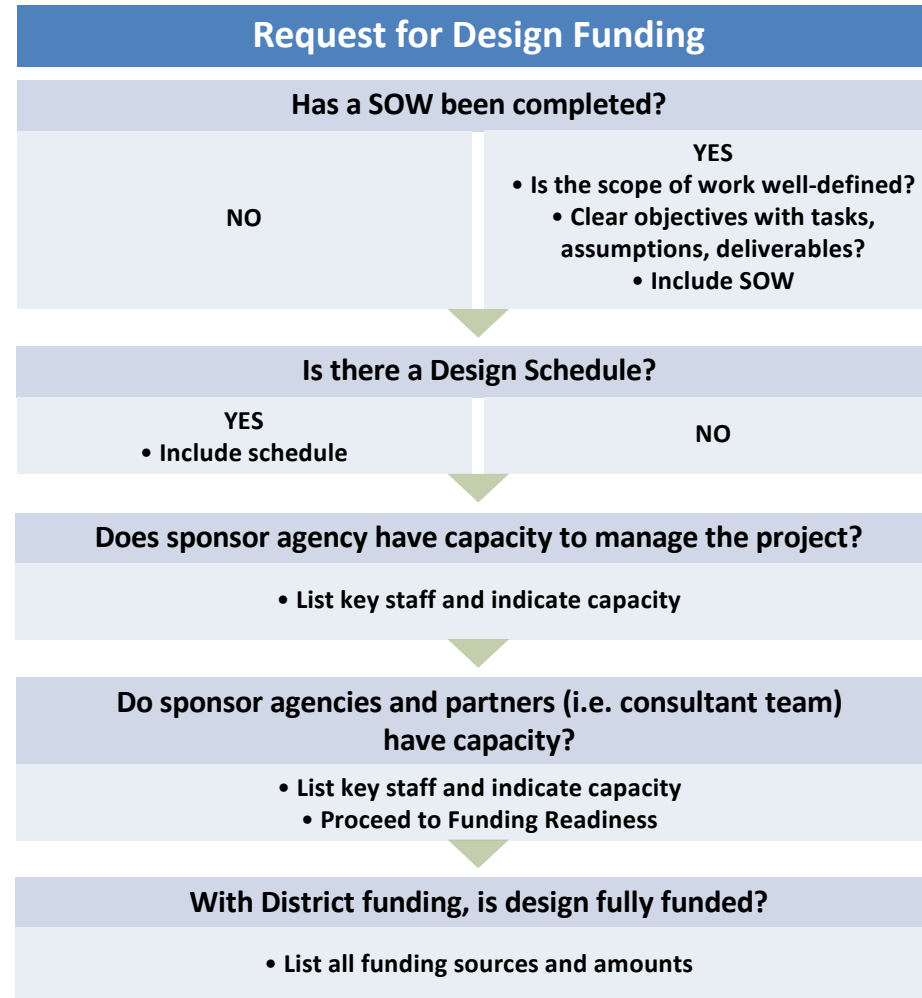 Request for Design Funding
Has a SOW been completed?
NO
YES
• Is the scope of work well-defined?
• Clear objectives with tasks,
assumptions, deliverables?
• Include SOW
Is there a Design Schedule?
YES
• Include schedule
NO
Does sponsor agency have capacity to manage the project?
• List key staff and indicate capacity
Do sponsor agencies and partners (i.e. consultant team)
have capacity?
• List key staff and indicate capacity
• Proceed to Funding Readiness
With District funding, is design fully funded?
• List all funding sources and amounts